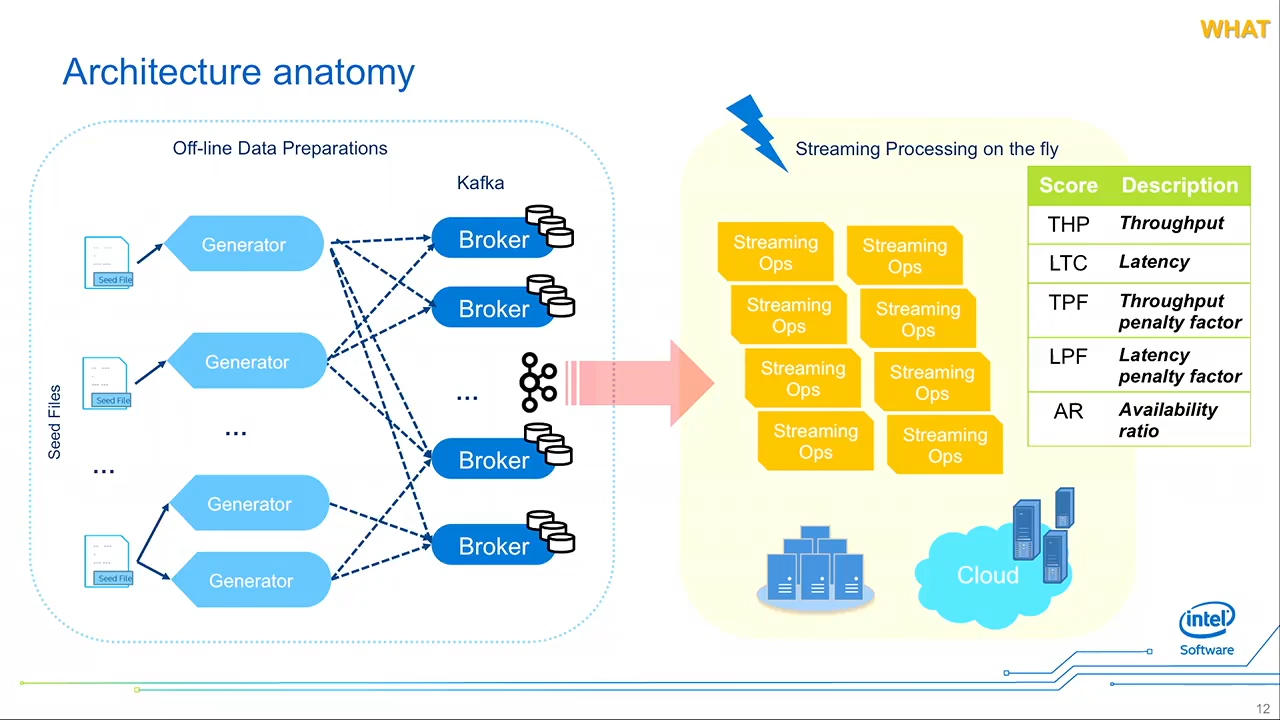 WHAT
Architecture anatomy
Off-line Data Preparations
Kafka
Seed Files
Seed File
Seed File
...
Seed File
Generator
Generator
...
Generator
Generator
Broker
Broker
...
Broker
Broker
Streaming Processing on the fly
Streaming
Ops
Streaming
Ops
Streaming
Ops
Streaming
Ops
Streaming
Ops
Streaming
Ops
Streaming
Ops
Streaming
Ops
Cloud
Score Description
THP Throughput
LTC Latency
TPF Throughput
penalty factor
LPF Latency
penalty factor
AR Availability
ratio
intel
Software
12